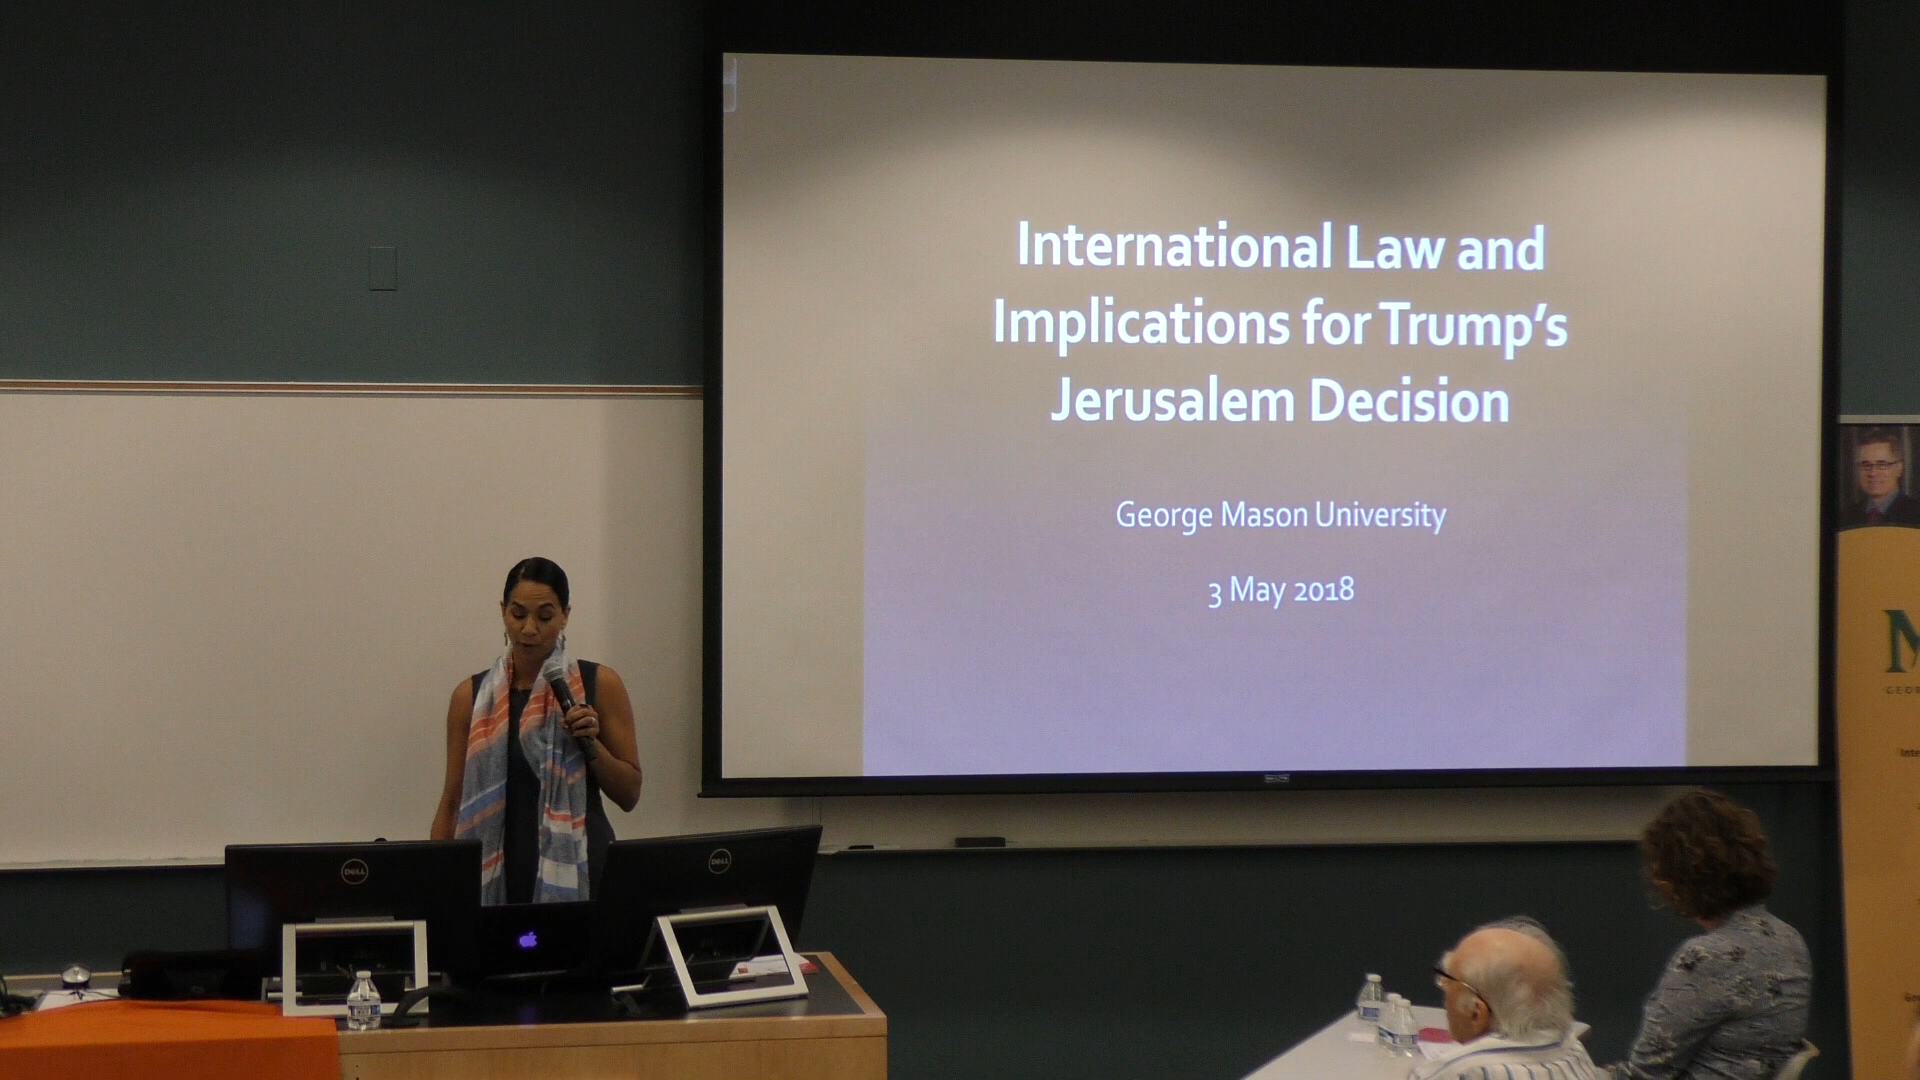 International Law and
Implications for Trump’s
Jerusalem Decision
George Mason University
3 May 2018
DELL
DELL
M